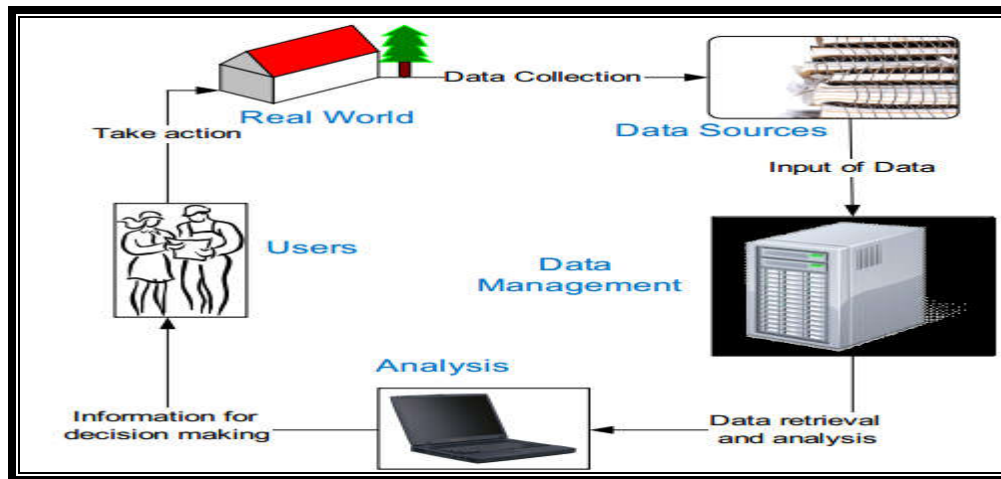 Data Collection
Real World
Data Sources
Take action
Input of Data
Users
Data
Management
Analysis
Information for
decision making
Data retrieval
and analysis